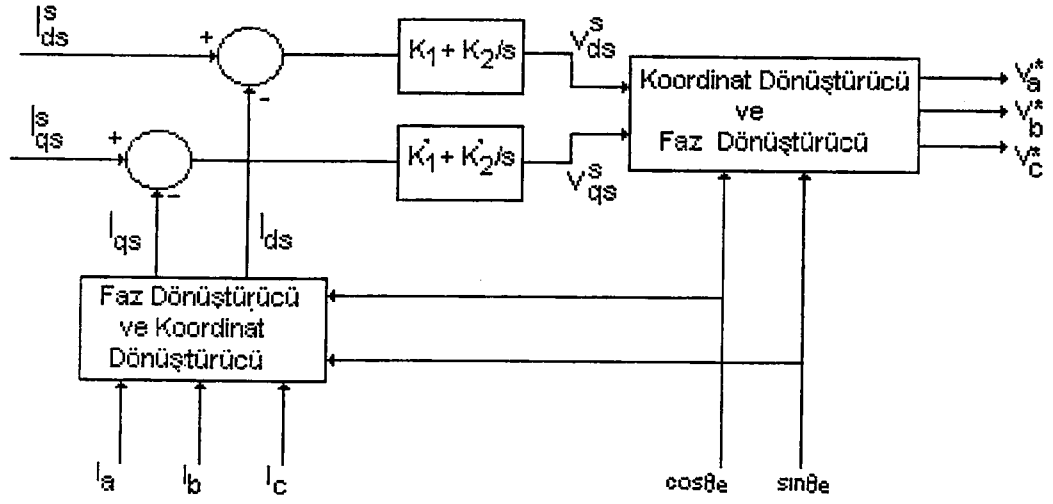 I^s_ds
+
-
K1 + K2/s
V^s_ds
Koordinat Dönüştürücü
ve
Faz Dönüştürücü
V*a
V*b
V*c
I^s_qs
+
-
K'1 + K'2/s
V^s_qs
Iqs
Ids
Faz Dönüştürücü
ve Koordinat
Dönüştürücü
Ia
Ib
Ic
cosθe
sinθe